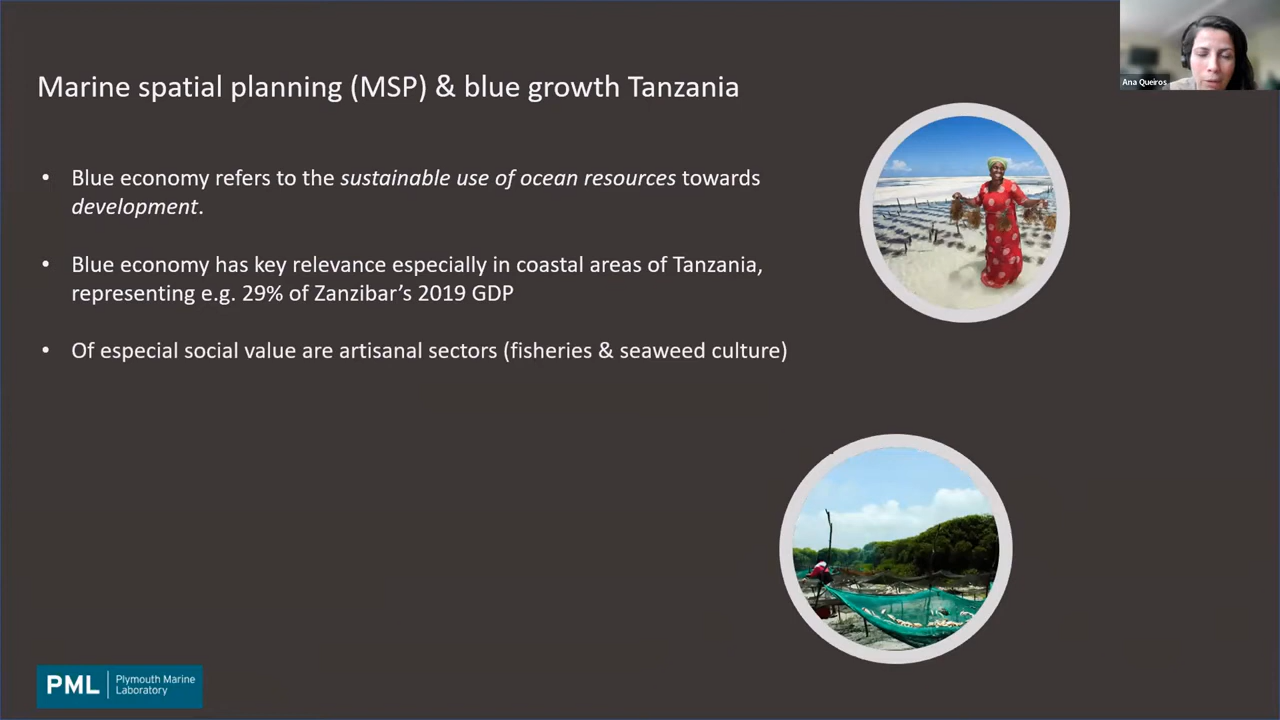 Ana Queiros
Marine spatial planning (MSP) & blue growth Tanzania
• Blue economy refers to the sustainable use of ocean resources towards
development.
• Blue economy has key relevance especially in coastal areas of Tanzania,
representing e.g. 29% of Zanzibar’s 2019 GDP
• Of especial social value are artisanal sectors (fisheries & seaweed culture)
PML
Plymouth Marine
Laboratory